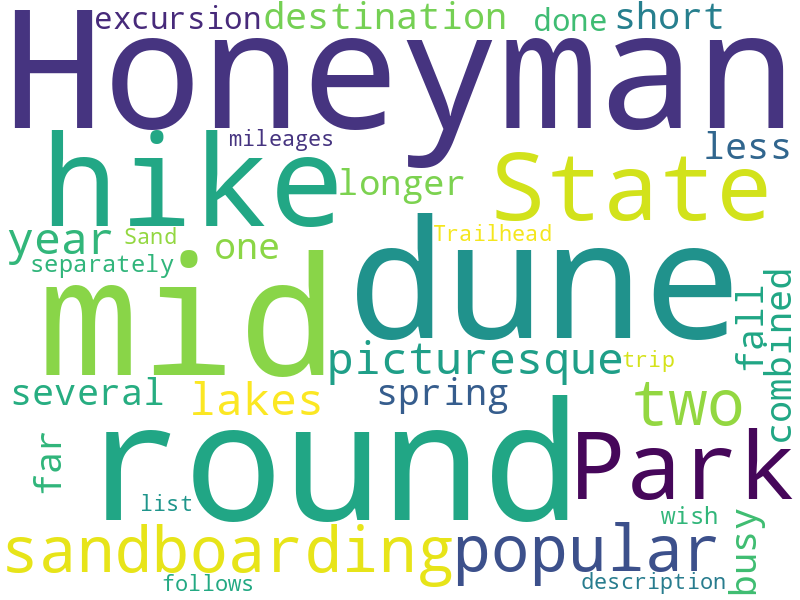 excursion destination done short
Honeyman
mileages less
hike longer State
year Sand one Trailhead
separately
mid dune fall combined
picturesque trip
several lakes spring two
far round Park
list wish busy
sandboarding popular
follows description